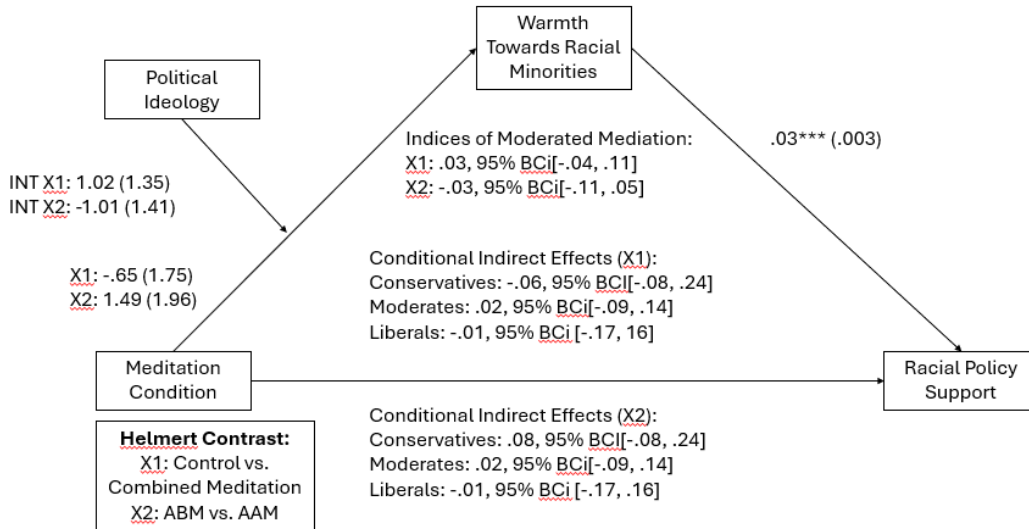 Warmth
Towards Racial
Minorities
Political
Ideology
Indices of Moderated Mediation:
X1: .03, 95% BCi[-.04, .11]
X2: -.03, 95% BCi[-.11, .05]
.03*** (.003)
INT X1: 1.02 (1.35)
INT X2: -1.01 (1.41)
X1: -.65 (1.75)
X2: 1.49 (1.96)
Conditional Indirect Effects (X1):
Conservatives: -.06, 95% BCI[-.08, .24]
Moderates: .02, 95% BCi[-.09, .14]
Liberals: -.01, 95% BCi [-.17, 16]
Meditation
Condition
Racial Policy
Support
Helmert Contrast:
X1: Control vs.
Combined Meditation
X2: ABM vs. AAM
Conditional Indirect Effects (X2):
Conservatives: .08, 95% BCI[-.08, .24]
Moderates: .02, 95% BCi[-.09, .14]
Liberals: -.01, 95% BCi [-.17, .16]